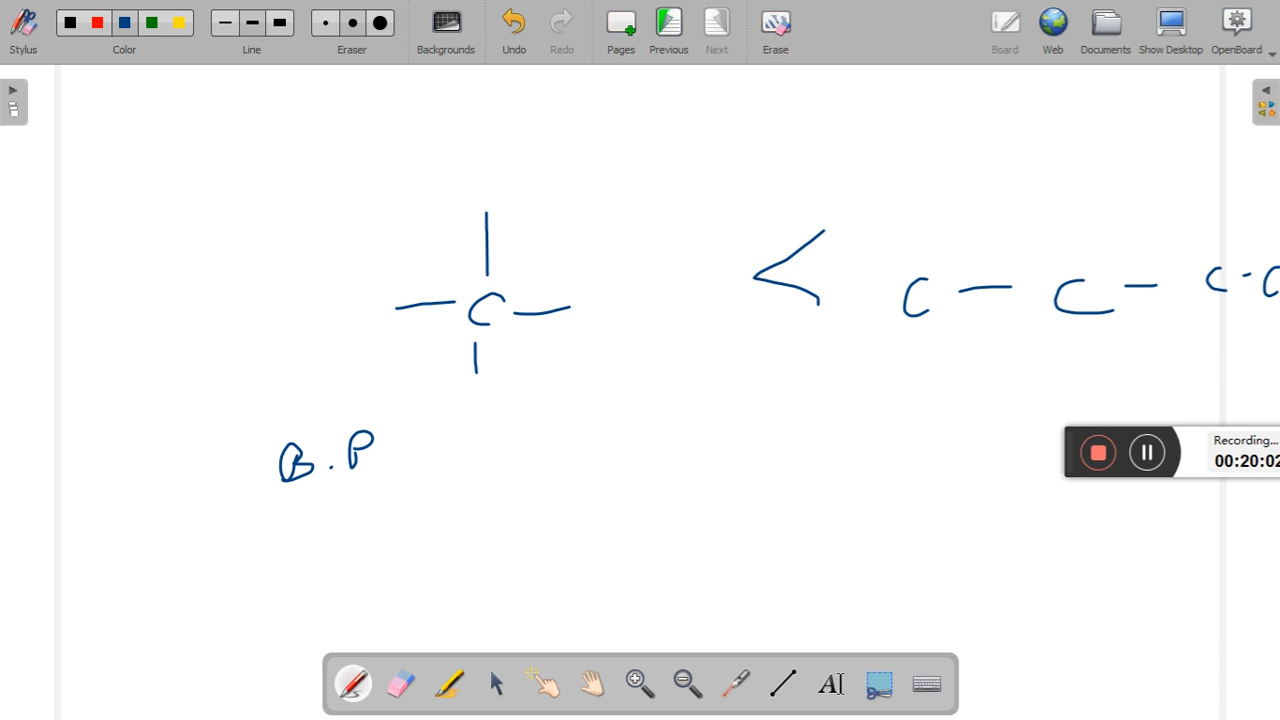 Stylus Color Line Eraser Backgrounds Undo Redo Pages Previous Next Erase Board Web Documents Show Desktop OpenBoard
C < C - C - C - C
B.P
Recording...
00:20:02
AI